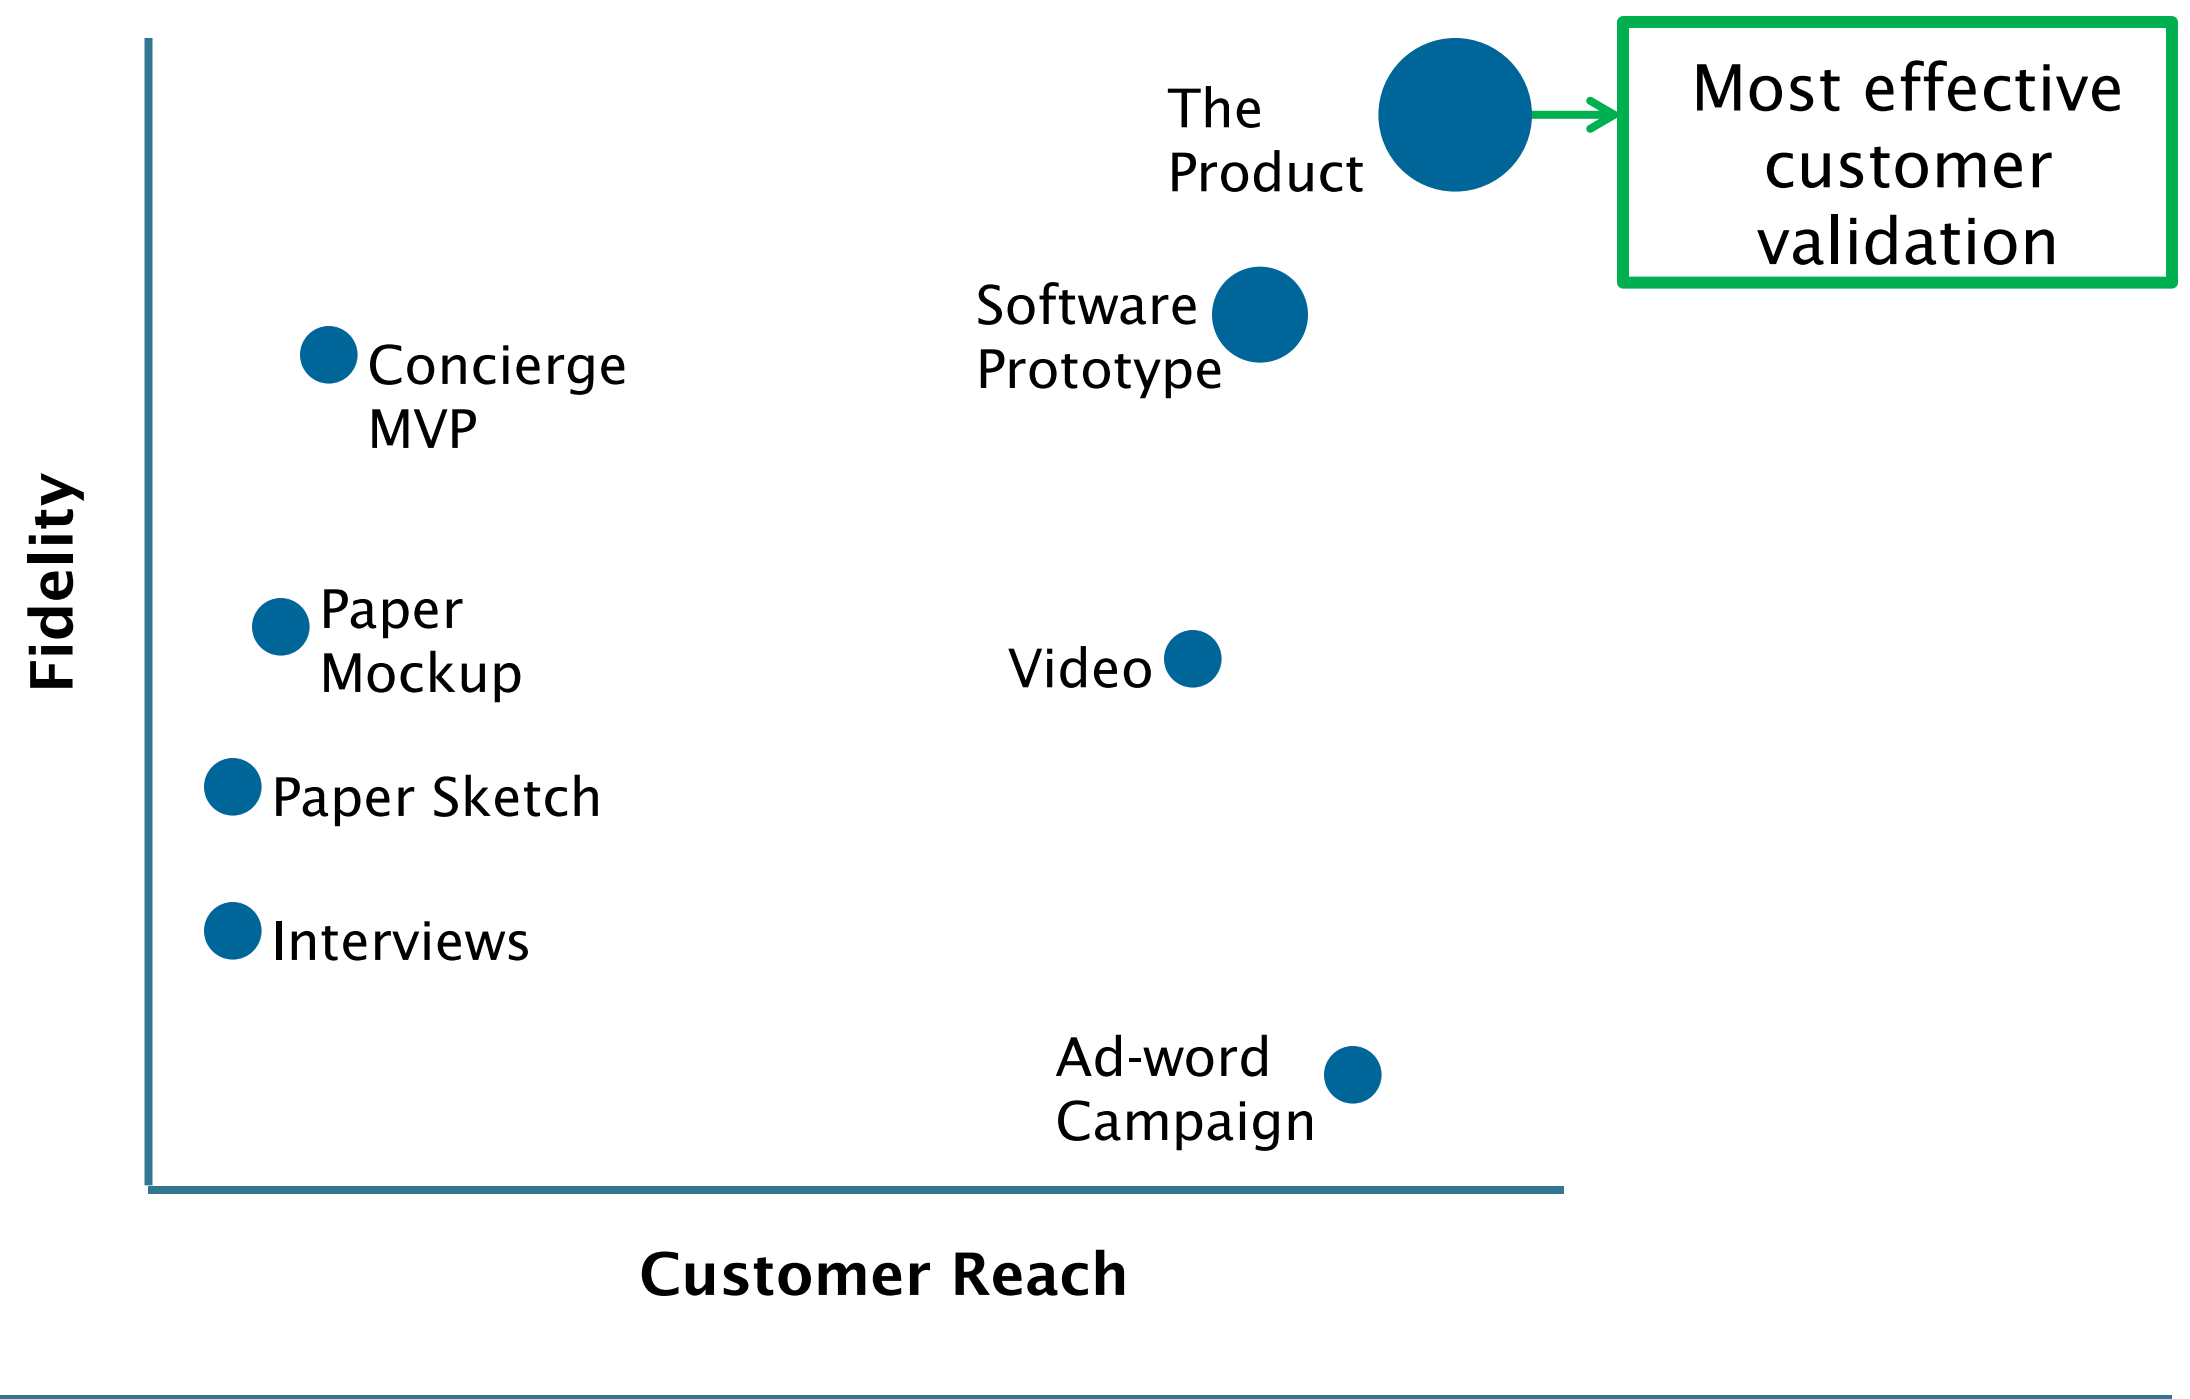 The
Product
Most effective
customer
validation
Software
Prototype
Concierge
MVP
Fidelity
Paper
Mockup
Video
Paper Sketch
Interviews
Ad-word
Campaign
Customer Reach